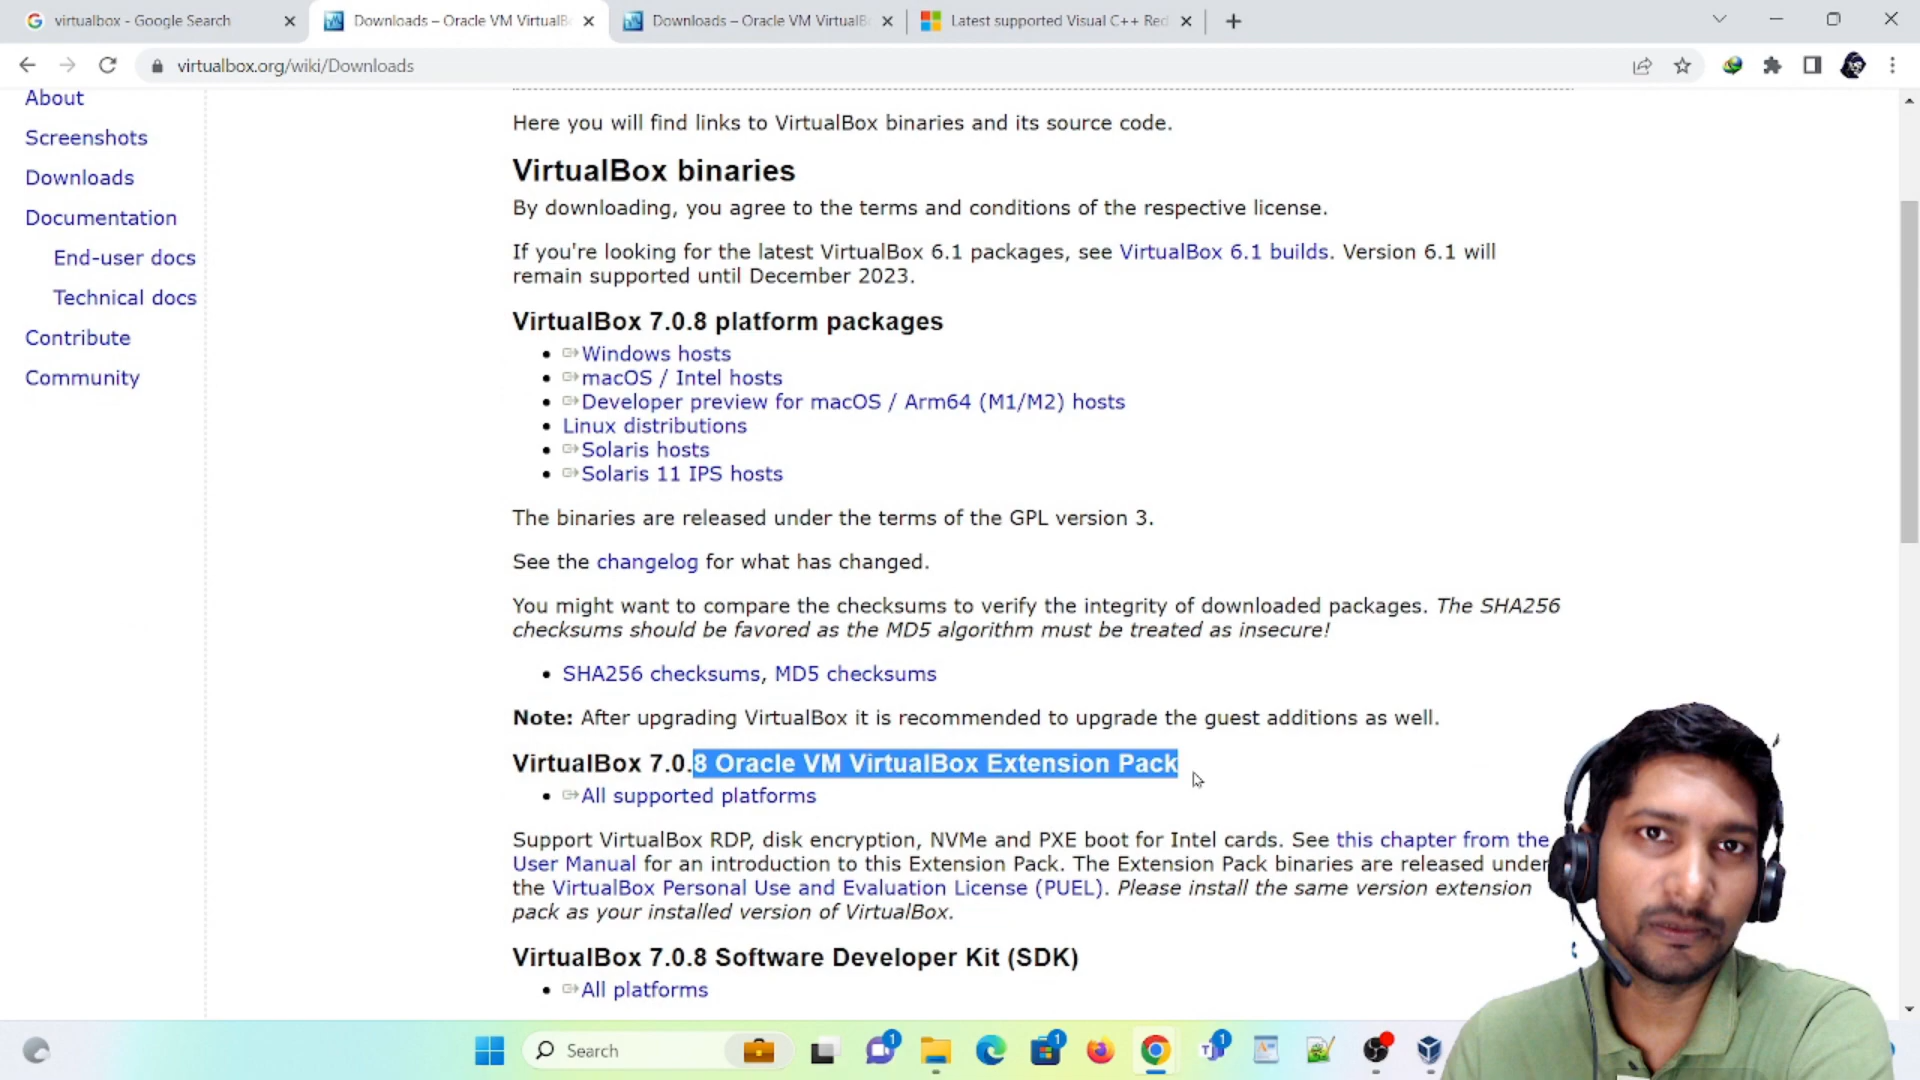 virtualbox - Google Search
Downloads – Oracle VM VirtualB
Downloads – Oracle VM VirtualB
Latest supported Visual C++ Red
virtualbox.org/wiki/Downloads
About
Screenshots
Downloads
Documentation
End-user docs
Technical docs
Contribute
Community
Here you will find links to VirtualBox binaries and its source code.
VirtualBox binaries
By downloading, you agree to the terms and conditions of the respective license.
If you're looking for the latest VirtualBox 6.1 packages, see VirtualBox 6.1 builds. Version 6.1 will
remain supported until December 2023.
VirtualBox 7.0.8 platform packages
Windows hosts
macOS / Intel hosts
Developer preview for macOS / Arm64 (M1/M2) hosts
Linux distributions
Solaris hosts
Solaris 11 IPS hosts
The binaries are released under the terms of the GPL version 3.
See the changelog for what has changed.
You might want to compare the checksums to verify the integrity of downloaded packages. The SHA256
checksums should be favored as the MD5 algorithm must be treated as insecure!
SHA256 checksums, MD5 checksums
Note: After upgrading VirtualBox it is recommended to upgrade the guest additions as well.
VirtualBox 7.0.8 Oracle VM VirtualBox Extension Pack
All supported platforms
Support VirtualBox RDP, disk encryption, NVMe and PXE boot for Intel cards. See this chapter from the
User Manual for an introduction to this Extension Pack. The Extension Pack binaries are released under
the VirtualBox Personal Use and Evaluation License (PUEL). Please install the same version extension
pack as your installed version of VirtualBox.
VirtualBox 7.0.8 Software Developer Kit (SDK)
All platforms
Search
1
1
1